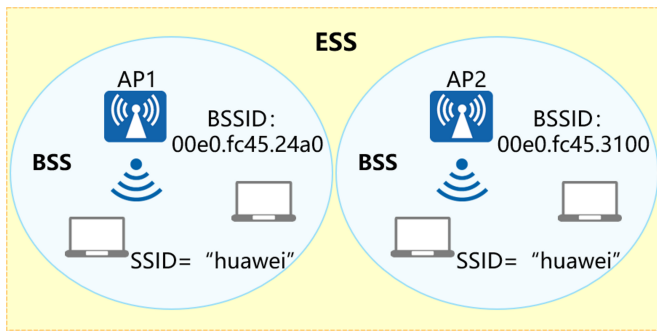 ESS
AP1
BSSID：
00e0.fc45.24a0
BSS
SSID= “huawei”
AP2
BSSID：
00e0.fc45.3100
BSS
SSID= “huawei”